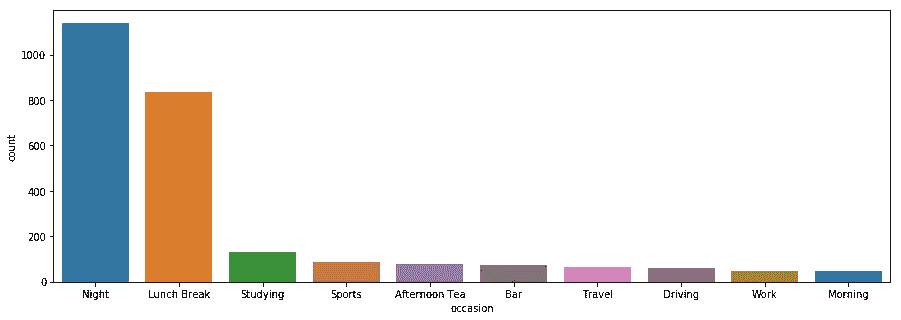 count
1000
800
600
400
200
0
Night Lunch Break Studying Sports Afternoon Tea Bar Travel Driving Work Morning
occasion